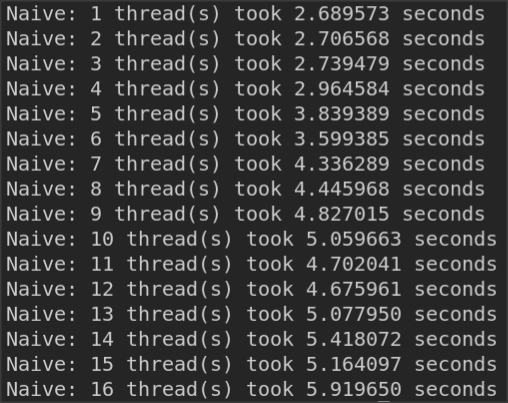 Naive: 1 thread(s) took 2.689573 seconds
Naive: 2 thread(s) took 2.706568 seconds
Naive: 3 thread(s) took 2.739479 seconds
Naive: 4 thread(s) took 2.964584 seconds
Naive: 5 thread(s) took 3.839389 seconds
Naive: 6 thread(s) took 3.599385 seconds
Naive: 7 thread(s) took 4.336289 seconds
Naive: 8 thread(s) took 4.445968 seconds
Naive: 9 thread(s) took 4.827015 seconds
Naive: 10 thread(s) took 5.059663 seconds
Naive: 11 thread(s) took 4.702041 seconds
Naive: 12 thread(s) took 4.675961 seconds
Naive: 13 thread(s) took 5.077950 seconds
Naive: 14 thread(s) took 5.418072 seconds
Naive: 15 thread(s) took 5.164097 seconds
Naive: 16 thread(s) took 5.919650 seconds